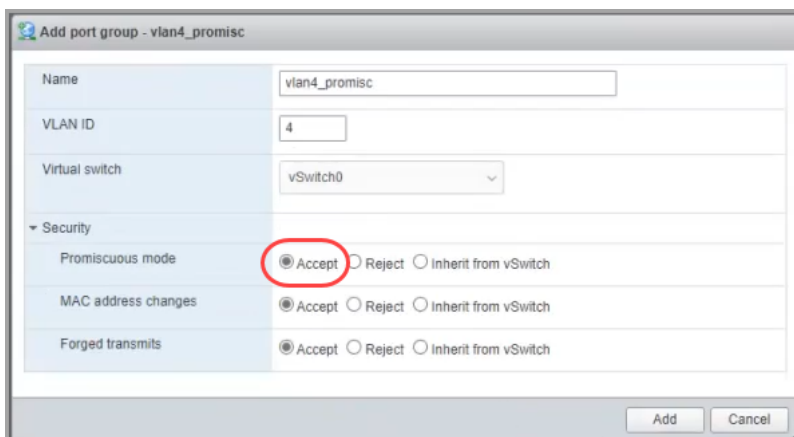 Add port group - vlan4_promisc
Name vlan4_promisc
VLAN ID 4
Virtual switch vSwitch0
Security
Promiscuous mode Accept Reject Inherit from vSwitch
MAC address changes Accept Reject Inherit from vSwitch
Forged transmits Accept Reject Inherit from vSwitch
Add Cancel